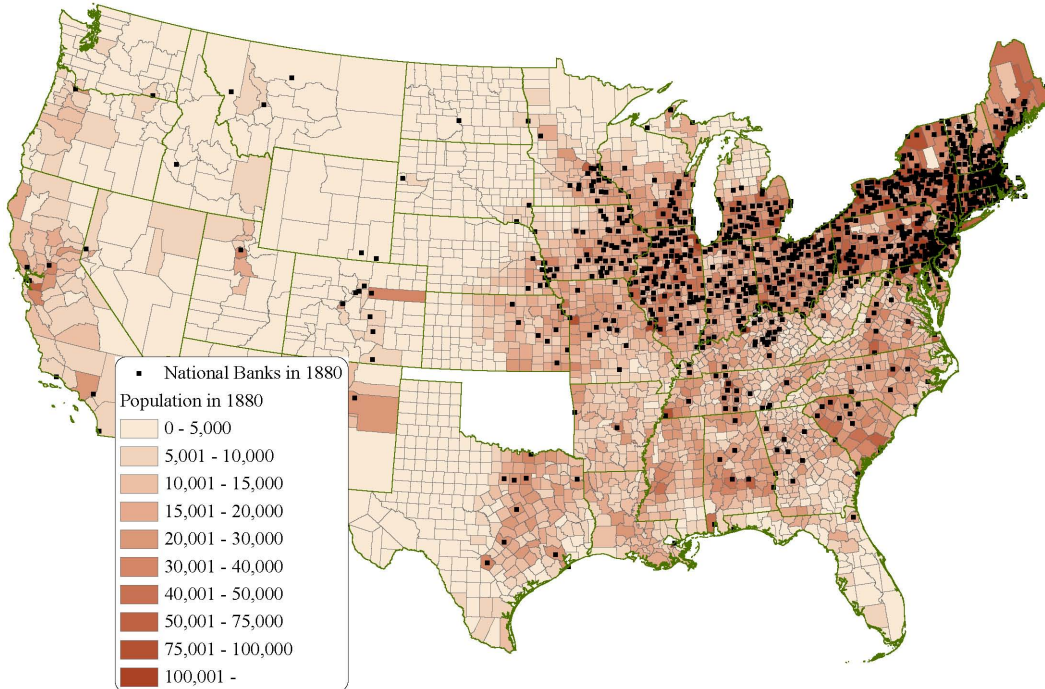 National Banks in 1880
Population in 1880
0 - 5,000
5,001 - 10,000
10,001 - 15,000
15,001 - 20,000
20,001 - 30,000
30,001 - 40,000
40,001 - 50,000
50,001 - 75,000
75,001 - 100,000
100,001 -